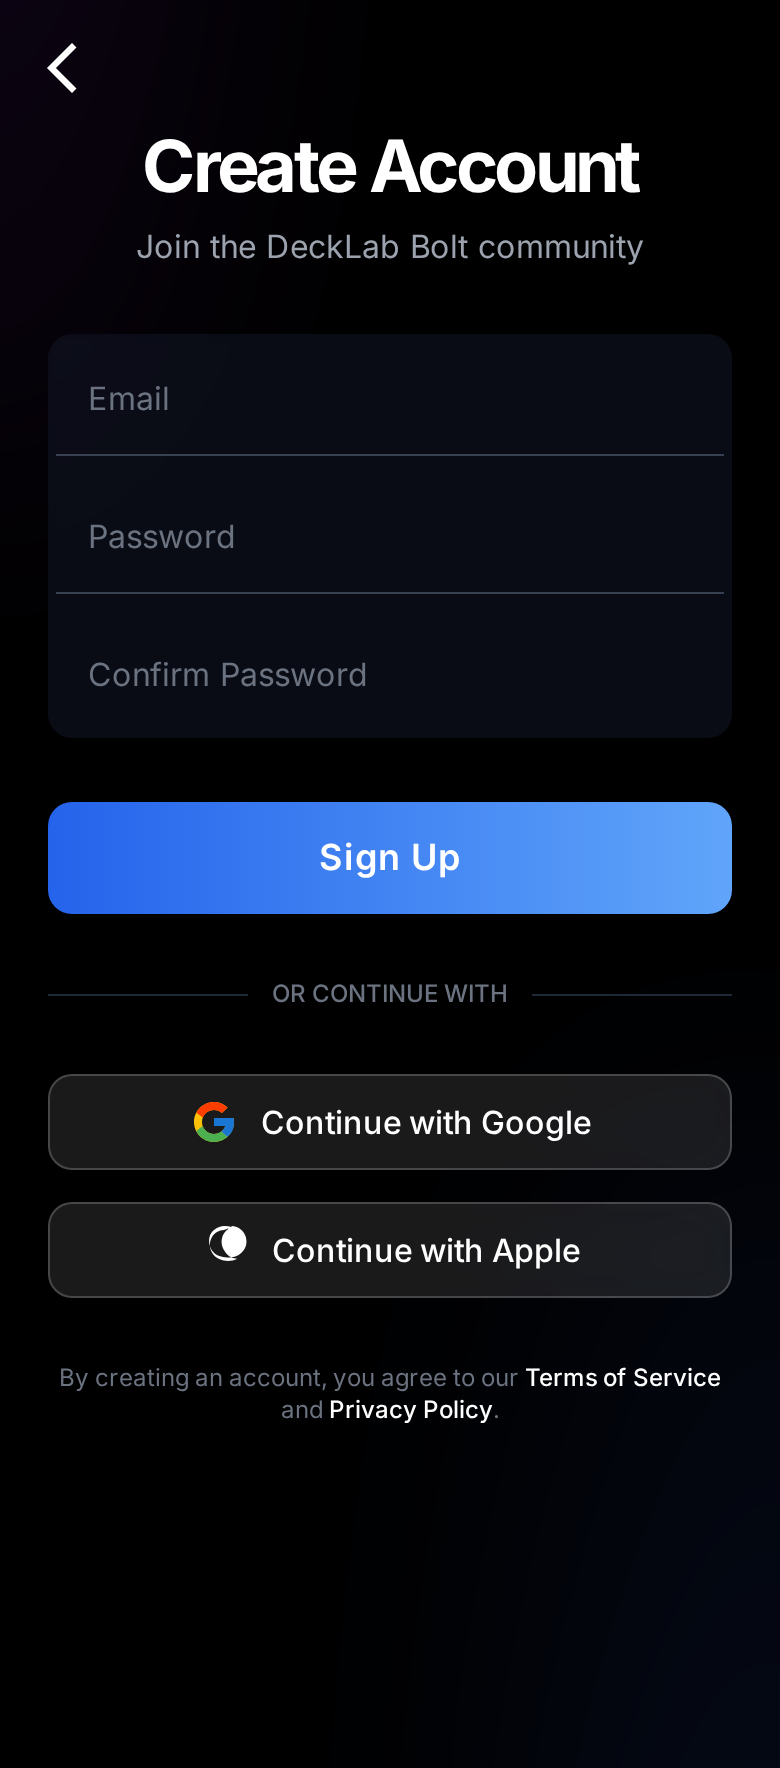 Create Account
Join the DeckLab Bolt community
Email
Password
Confirm Password
Sign Up
OR CONTINUE WITH
Continue with Google
Continue with Apple
By creating an account, you agree to our Terms of Service
and Privacy Policy.